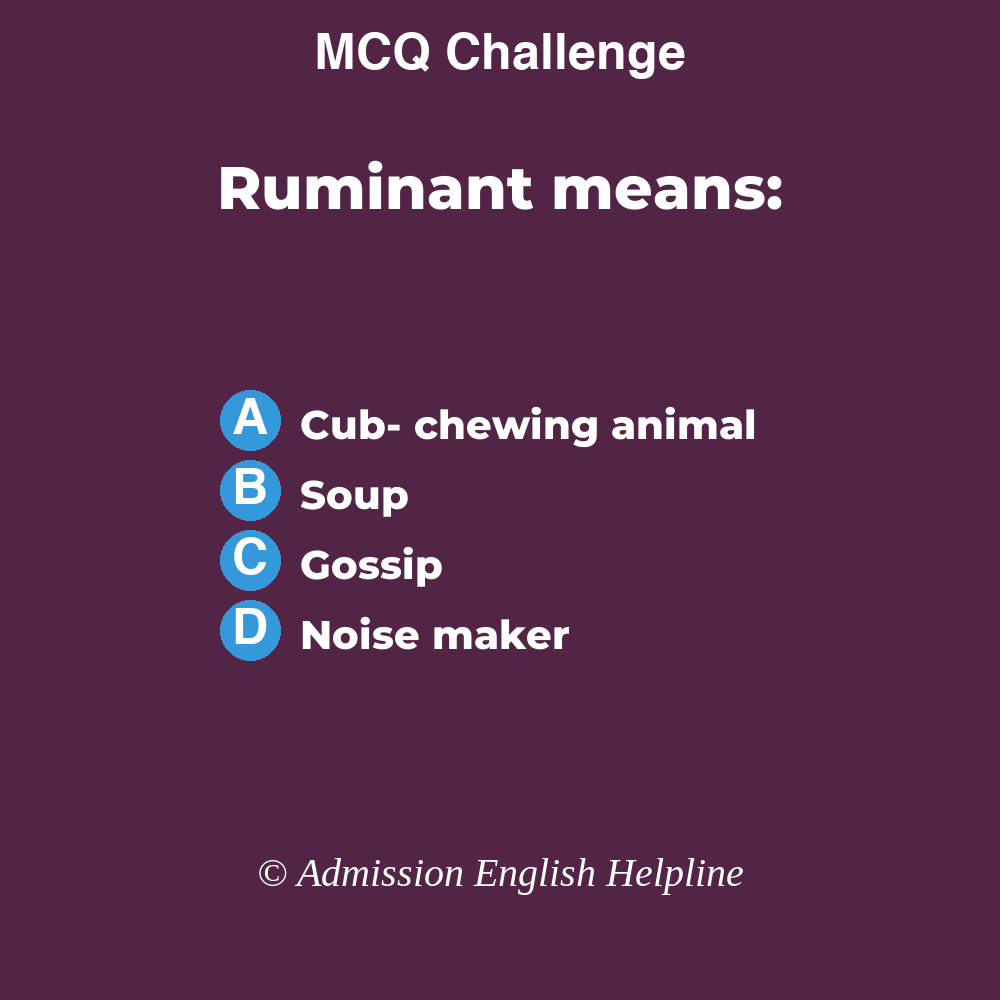 MCQ Challenge
Ruminant means:
A Cub- chewing animal
B Soup
C Gossip
D Noise maker
© Admission English Helpline